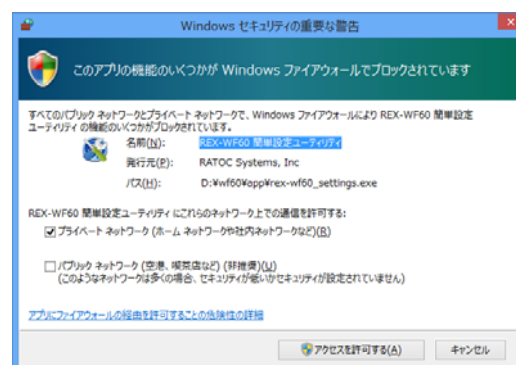 Windows セキュリティの重要な警告
このアプリの機能のいくつかが Windows ファイアウォールでブロックされています
すべてのパブリック ネットワークとプライベート ネットワークで、Windows ファイアウォールにより REX-WF60 簡単設定
ユーティリティ の機能のいくつかがブロックされています。
名前(N): REX-WF60 簡単設定ユーティリティ
発行元(P): RATOC Systems, Inc
パス(H): D:¥wf60¥app¥rex-wf60_settings.exe
REX-WF60 簡単設定ユーティリティ にこれらのネットワーク上での通信を許可する:
プライベート ネットワーク (ホーム ネットワークや社内ネットワークなど)(R)
パブリック ネットワーク (空港、喫茶店など) (非推奨)(U)
(このようなネットワークは多くの場合、セキュリティが低いかセキュリティが設定されていません)
アプリにファイアウォールの経由を許可することの危険性の詳細
アクセスを許可する(A) キャンセル